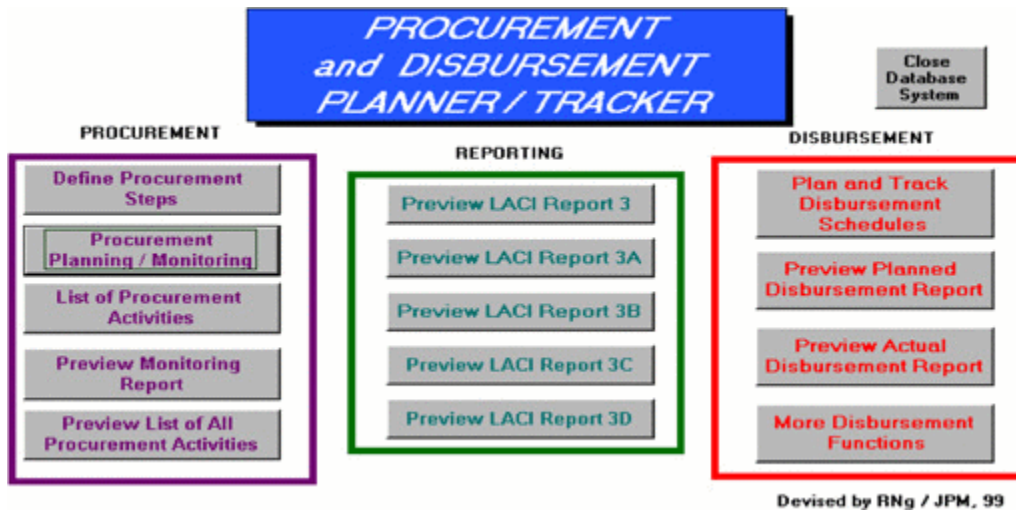 PROCUREMENT
and DISBURSEMENT
PLANNER / TRACKER
Close
Database
System
PROCUREMENT
Define Procurement
Steps
Procurement
Planning / Monitoring
List of Procurement
Activities
Preview Monitoring
Report
Preview List of All
Procurement Activities
REPORTING
Preview LACI Report 3
Preview LACI Report 3A
Preview LACI Report 3B
Preview LACI Report 3C
Preview LACI Report 3D
DISBURSEMENT
Plan and Track
Disbursement
Schedules
Preview Planned
Disbursement Report
Preview Actual
Disbursement Report
More Disbursement
Functions
Devised by RNg / JPM, 99